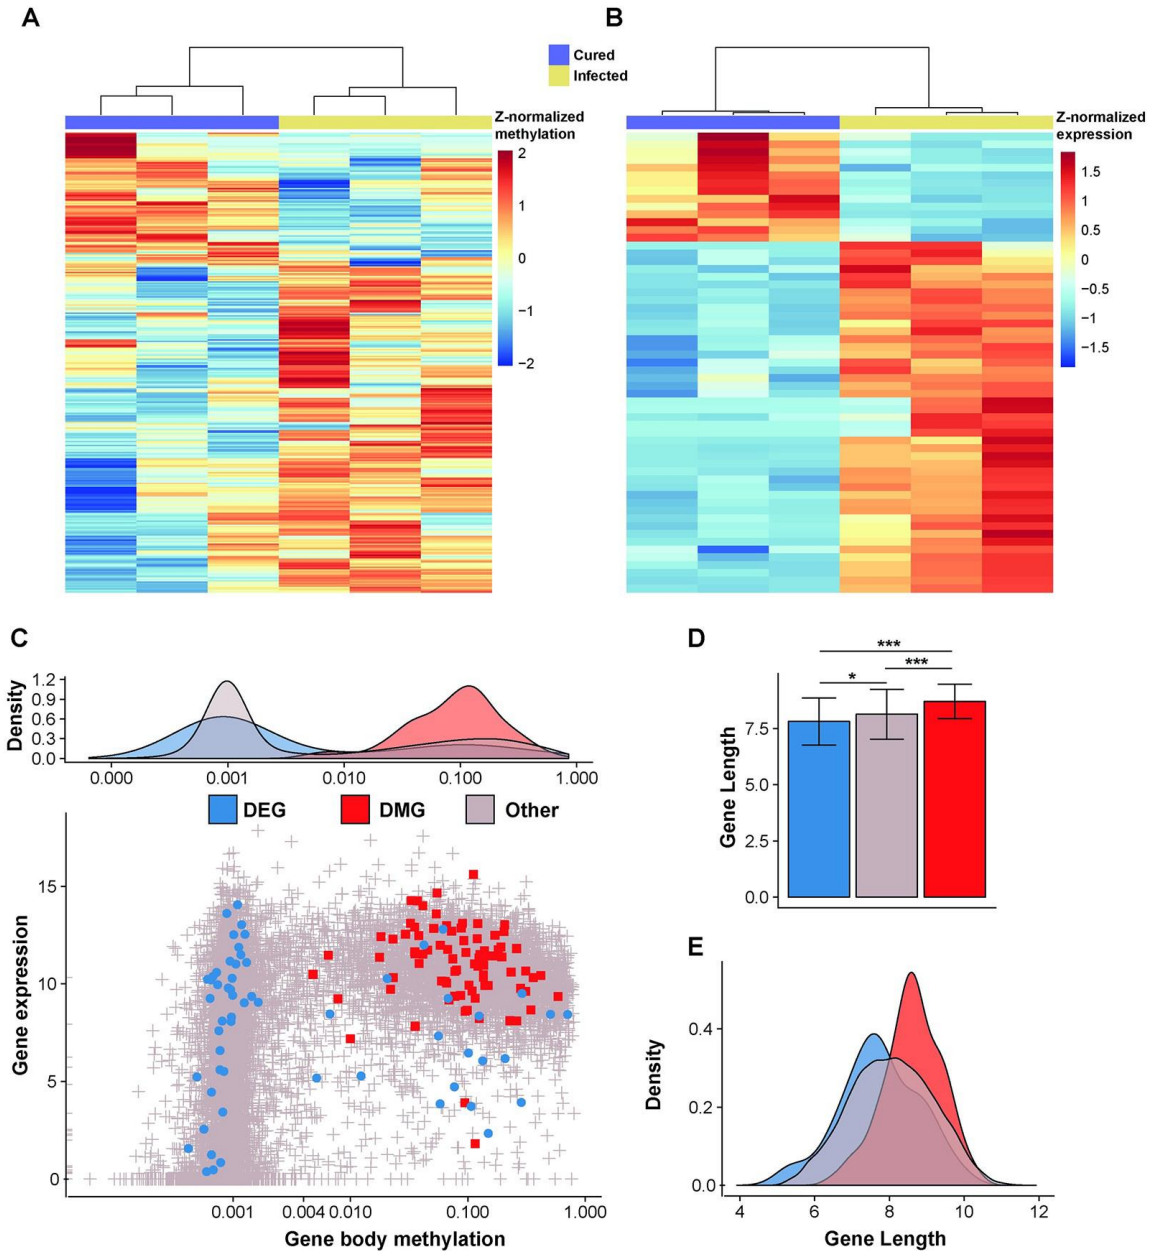 A
B
Cured
Infected
Z-normalized
methylation
2
1
0
−1
−2
Z-normalized
expression
1.5
1
0.5
0
−0.5
−1
−1.5
C
Density
1.2
0.9
0.6
0.3
0.0
0.000 0.001 0.010 0.100 1.000
DEG DMG Other
Gene expression
15
10
5
0
0.001 0.004 0.010 0.100 1.000
Gene body methylation
D
***
***
*
Gene Length
7.5
5.0
2.5
0.0
E
Density
0.4
0.2
0.0
4 6 8 10 12
Gene Length